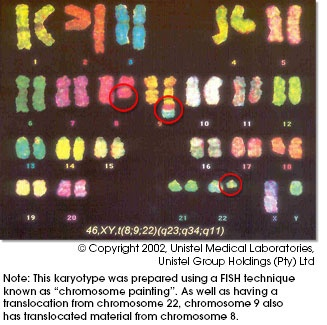 1 2 3 4 5
6 7 8 9 10 11 12
13 14 15 16 17 18
19 20 21 22 X Y
46,XY,t(8;9;22)(q23;q34;q11)
© Copyright 2002, Unistel Medical Laboratories,
Unistel Group Holdings (Pty) Ltd
Note: This karyotype was prepared using a FISH technique
known as “chromosome painting”. As well as having a
translocation from chromosome 22, chromosome 9 also
has translocated material from chromosome 8.